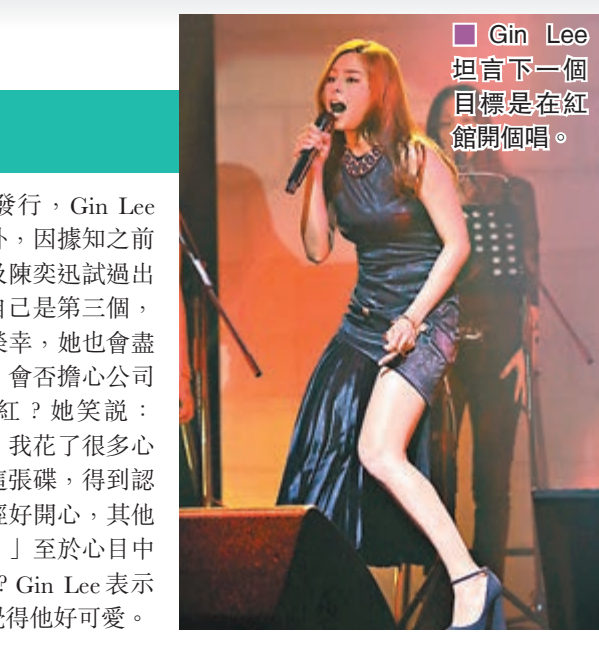 ■ Gin Lee
坦言下一個
目標是在紅
館開個唱。
發行，Gin Lee
外，因據知之前
及陳奕迅試過出
自己是第三個，
榮幸，她也會盡
會否擔心公司
紅？她笑説：
我花了很多心
這張碟，得到認
經好開心，其他
」至於心目中
？Gin Lee 表示
覺得他好可愛。